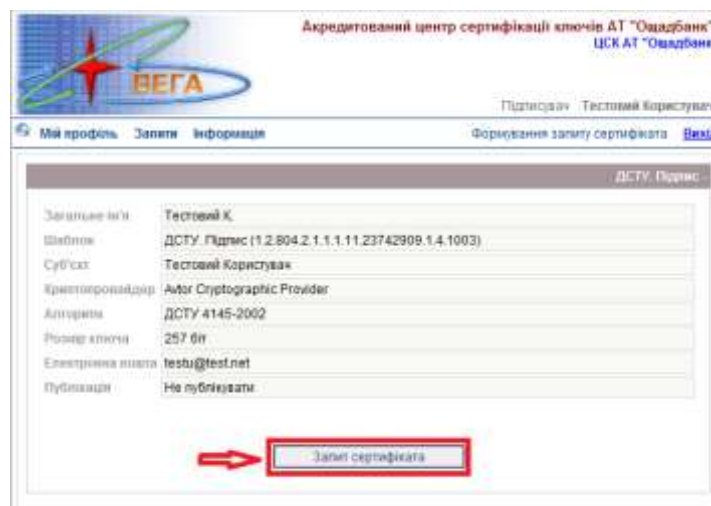 Акредитований центр сертифікації ключів АТ "Ощадбанк"
ЦСК АТ "Ощадбанк
ВЕГА
Підписувач Тестовий Користувач
Мій профіль Запити Інформація Формування запиту сертифіката Вихід
ДСТУ. Підпис -
Загальне ім'я Тестовий К.
Шаблон ДСТУ. Підпис (1.2.804.2.1.1.1.11.23742909.1.4.1003)
Суб'єкт Тестовий Користувач
Криптопровайдер Avtor Cryptographic Provider
Алгоритм ДСТУ 4145-2002
Розмір ключа 257 біт
Електронна пошта testu@test.net
Публікація Не публікувати
Запит сертифіката